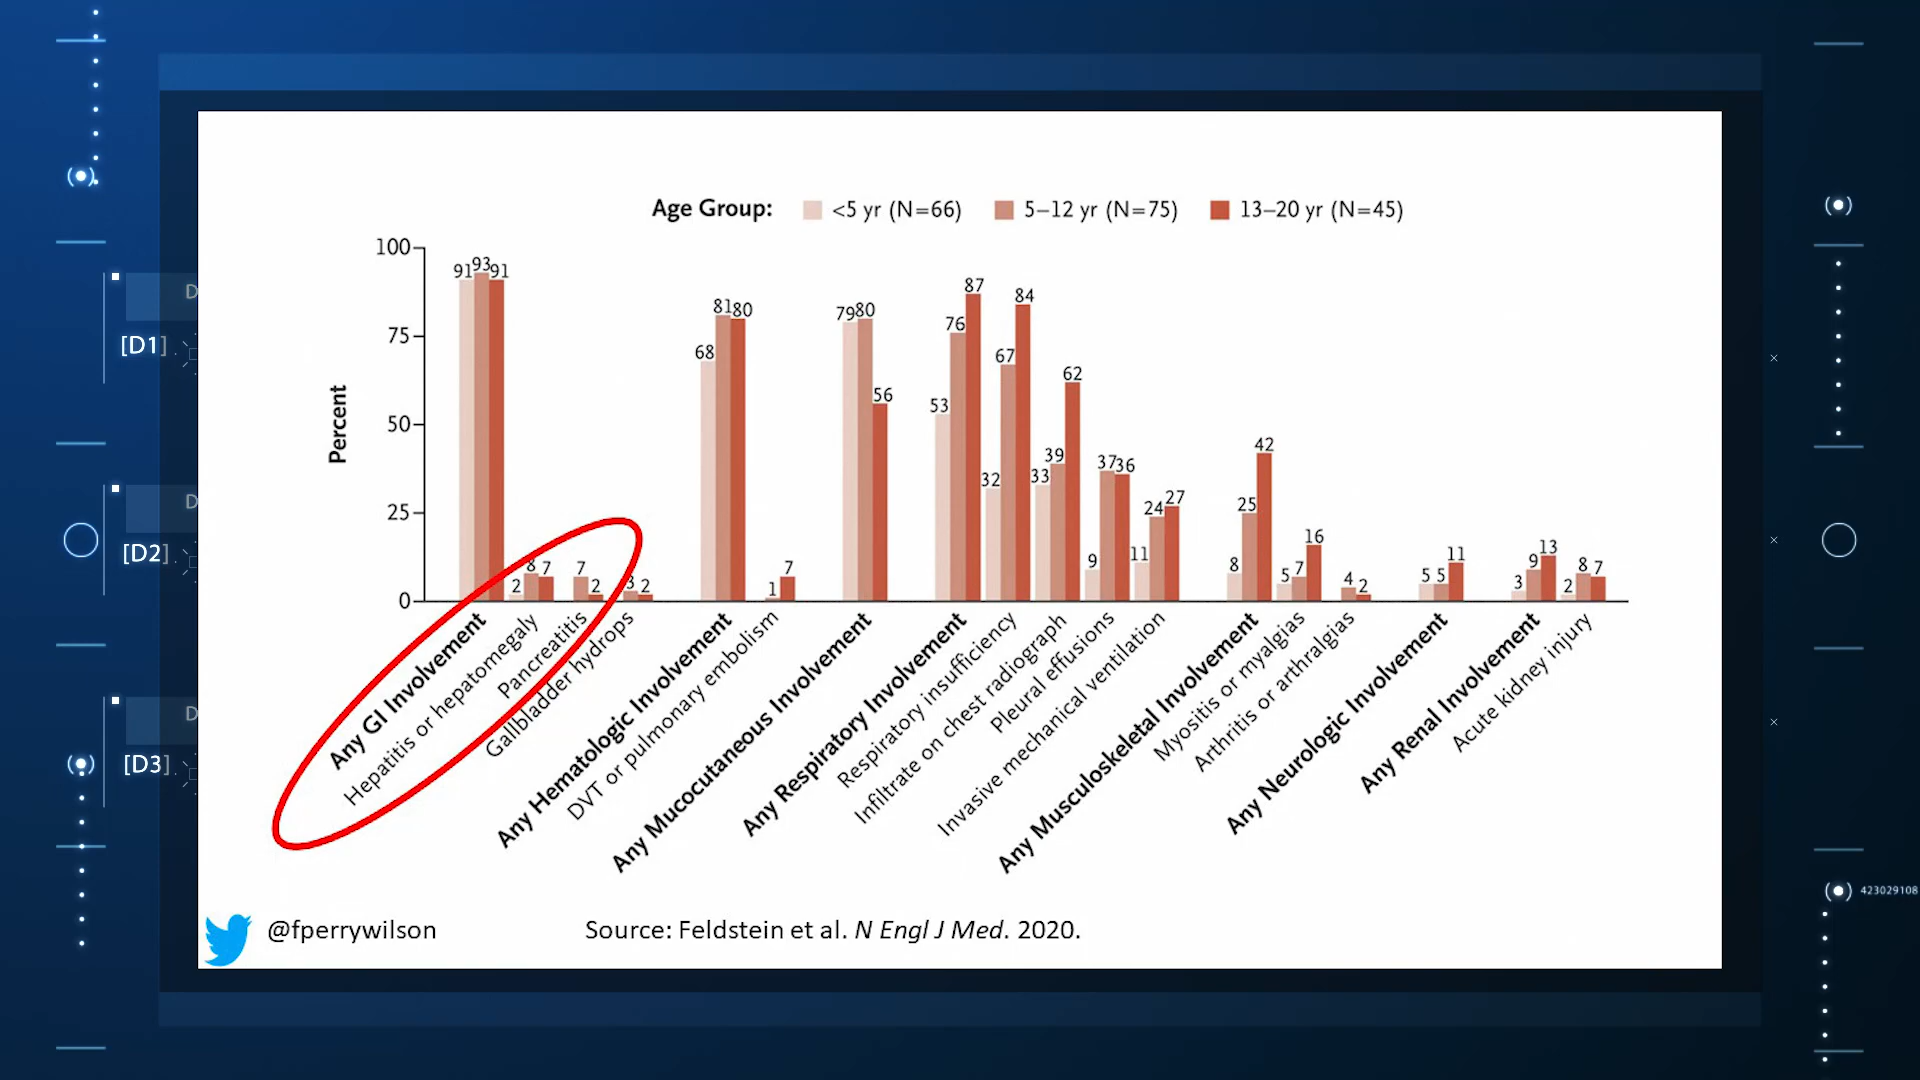 Age Group: <5 yr (N=66) 5–12 yr (N=75) 13–20 yr (N=45)
100
75
50
25
0
Percent
91 93 91
2 8 7
7 2
3 2
68 81 80
1 7
79 80 56
53 76 87
32 67 84
33 39 62
9 37 36
11 24 27
8 25 42
5 7 16
4 2
5 5 11
3 9 13
2 8 7
Any GI Involvement
Hepatitis or hepatomegaly
Pancreatitis
Gallbladder hydrops
Any Hematologic Involvement
DVT or pulmonary embolism
Any Mucocutaneous Involvement
Any Respiratory Involvement
Respiratory insufficiency
Infiltrate on chest radiograph
Pleural effusions
Invasive mechanical ventilation
Any Musculoskeletal Involvement
Myositis or myalgias
Arthritis or arthralgias
Any Neurologic Involvement
Any Renal Involvement
Acute kidney injury
@fperrywilson
Source: Feldstein et al. N Engl J Med. 2020.
D
[D1]
D
[D2]
D
[D3]
423029108